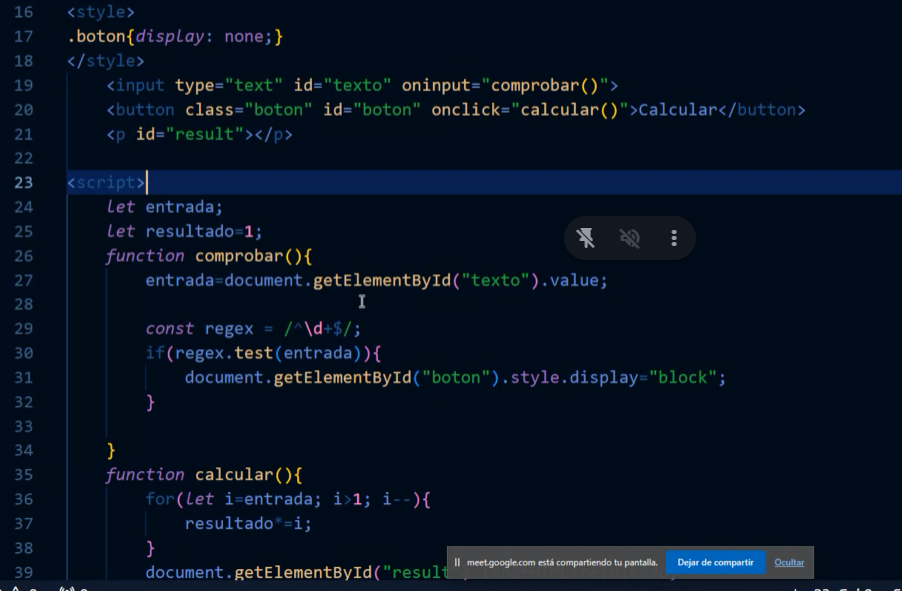 16 <style>
17 .boton{display: none;}
18 </style>
19 <input type="text" id="texto" oninput="comprobar()">
20 <button class="boton" id="boton" onclick="calcular()">Calcular</button>
21 <p id="result"></p>
22
23 <script>
24 let entrada;
25 let resultado=1;
26 function comprobar(){
27 entrada=document.getElementById("texto").value;
28
29 const regex = /^\d+$/;
30 if(regex.test(entrada)){
31 document.getElementById("boton").style.display="block";
32 }
33
34 }
35 function calcular(){
36 for(let i=entrada; i>1; i--){
37 resultado*=i;
38 }
39 document.getElementById("result
meet.google.com está compartiendo tu pantalla. Dejar de compartir Ocultar